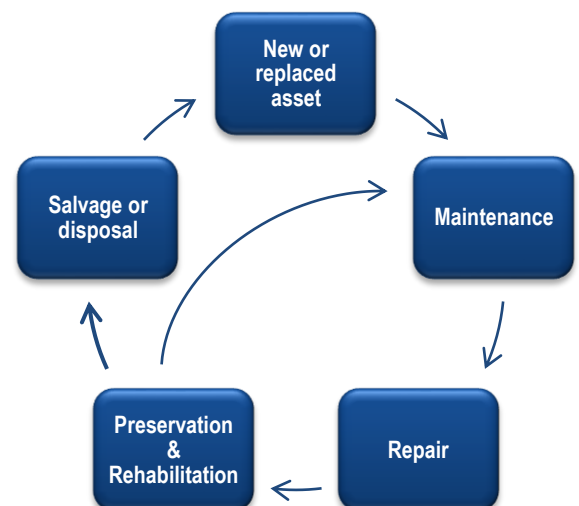 New or
replaced
asset
Maintenance
Repair
Preservation
&
Rehabilitation
Salvage or
disposal